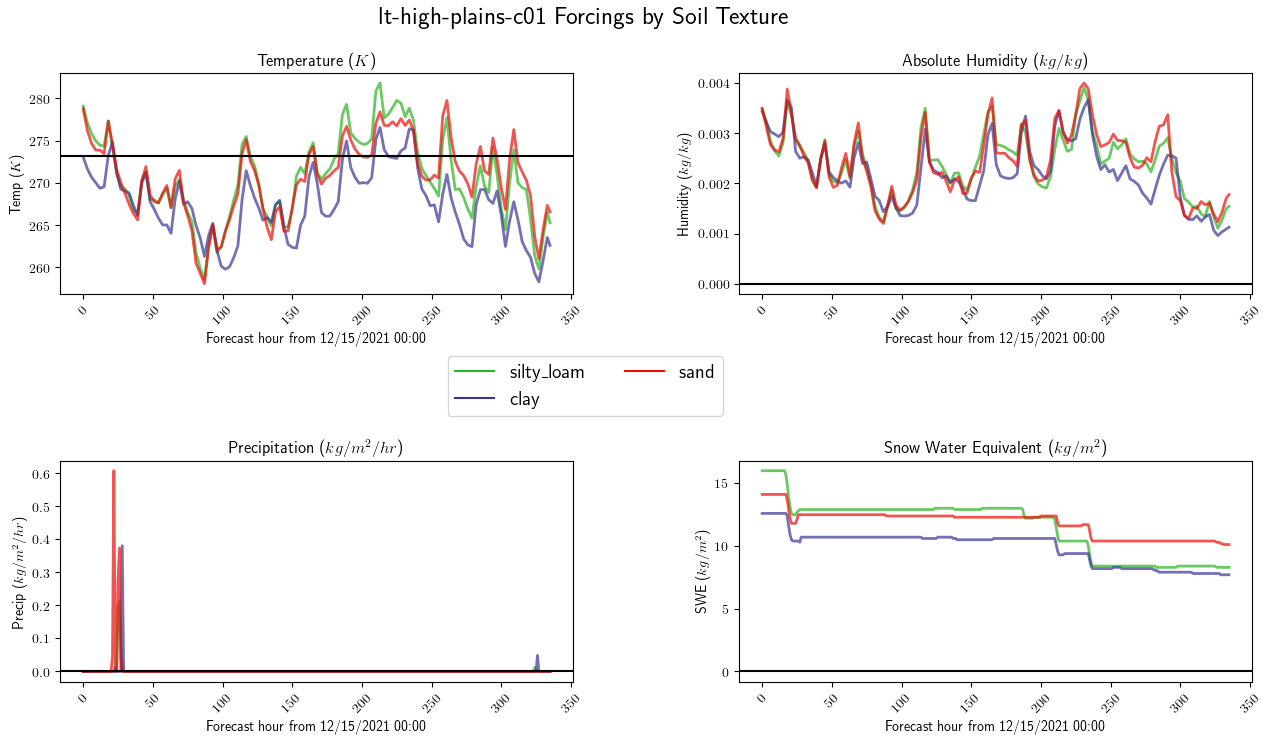 lt-high-plains-c01 Forcings by Soil Texture
Temperature (K)
Temp (K)
280
275
270
265
260
0 50 100 150 200 250 300 350
Forecast hour from 12/15/2021 00:00
Absolute Humidity (kg/kg)
Humidity (kg/kg)
0.004
0.003
0.002
0.001
0.000
0 50 100 150 200 250 300 350
Forecast hour from 12/15/2021 00:00
silty_loam sand
clay
Precipitation (kg/m²/hr)
Precip (kg/m²/hr)
0.6
0.5
0.4
0.3
0.2
0.1
0.0
0 50 100 150 200 250 300 350
Forecast hour from 12/15/2021 00:00
Snow Water Equivalent (kg/m²)
SWE (kg/m²)
15
10
5
0
0 50 100 150 200 250 300 350
Forecast hour from 12/15/2021 00:00